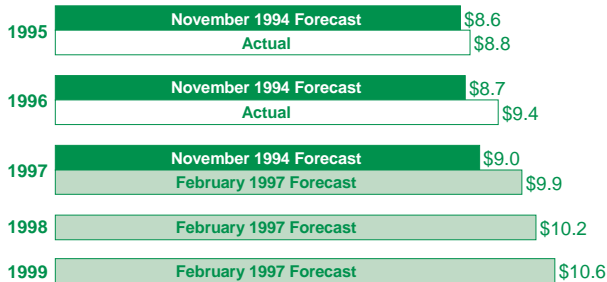 1995
November 1994 Forecast $8.6
Actual $8.8
1996
November 1994 Forecast $8.7
Actual $9.4
1997
November 1994 Forecast $9.0
February 1997 Forecast $9.9
1998 February 1997 Forecast $10.2
1999 February 1997 Forecast $10.6